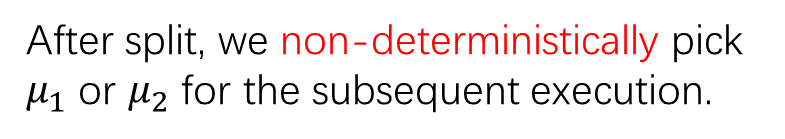 After split, we non-deterministically pick
𝜇₁ or 𝜇₂ for the subsequent execution.